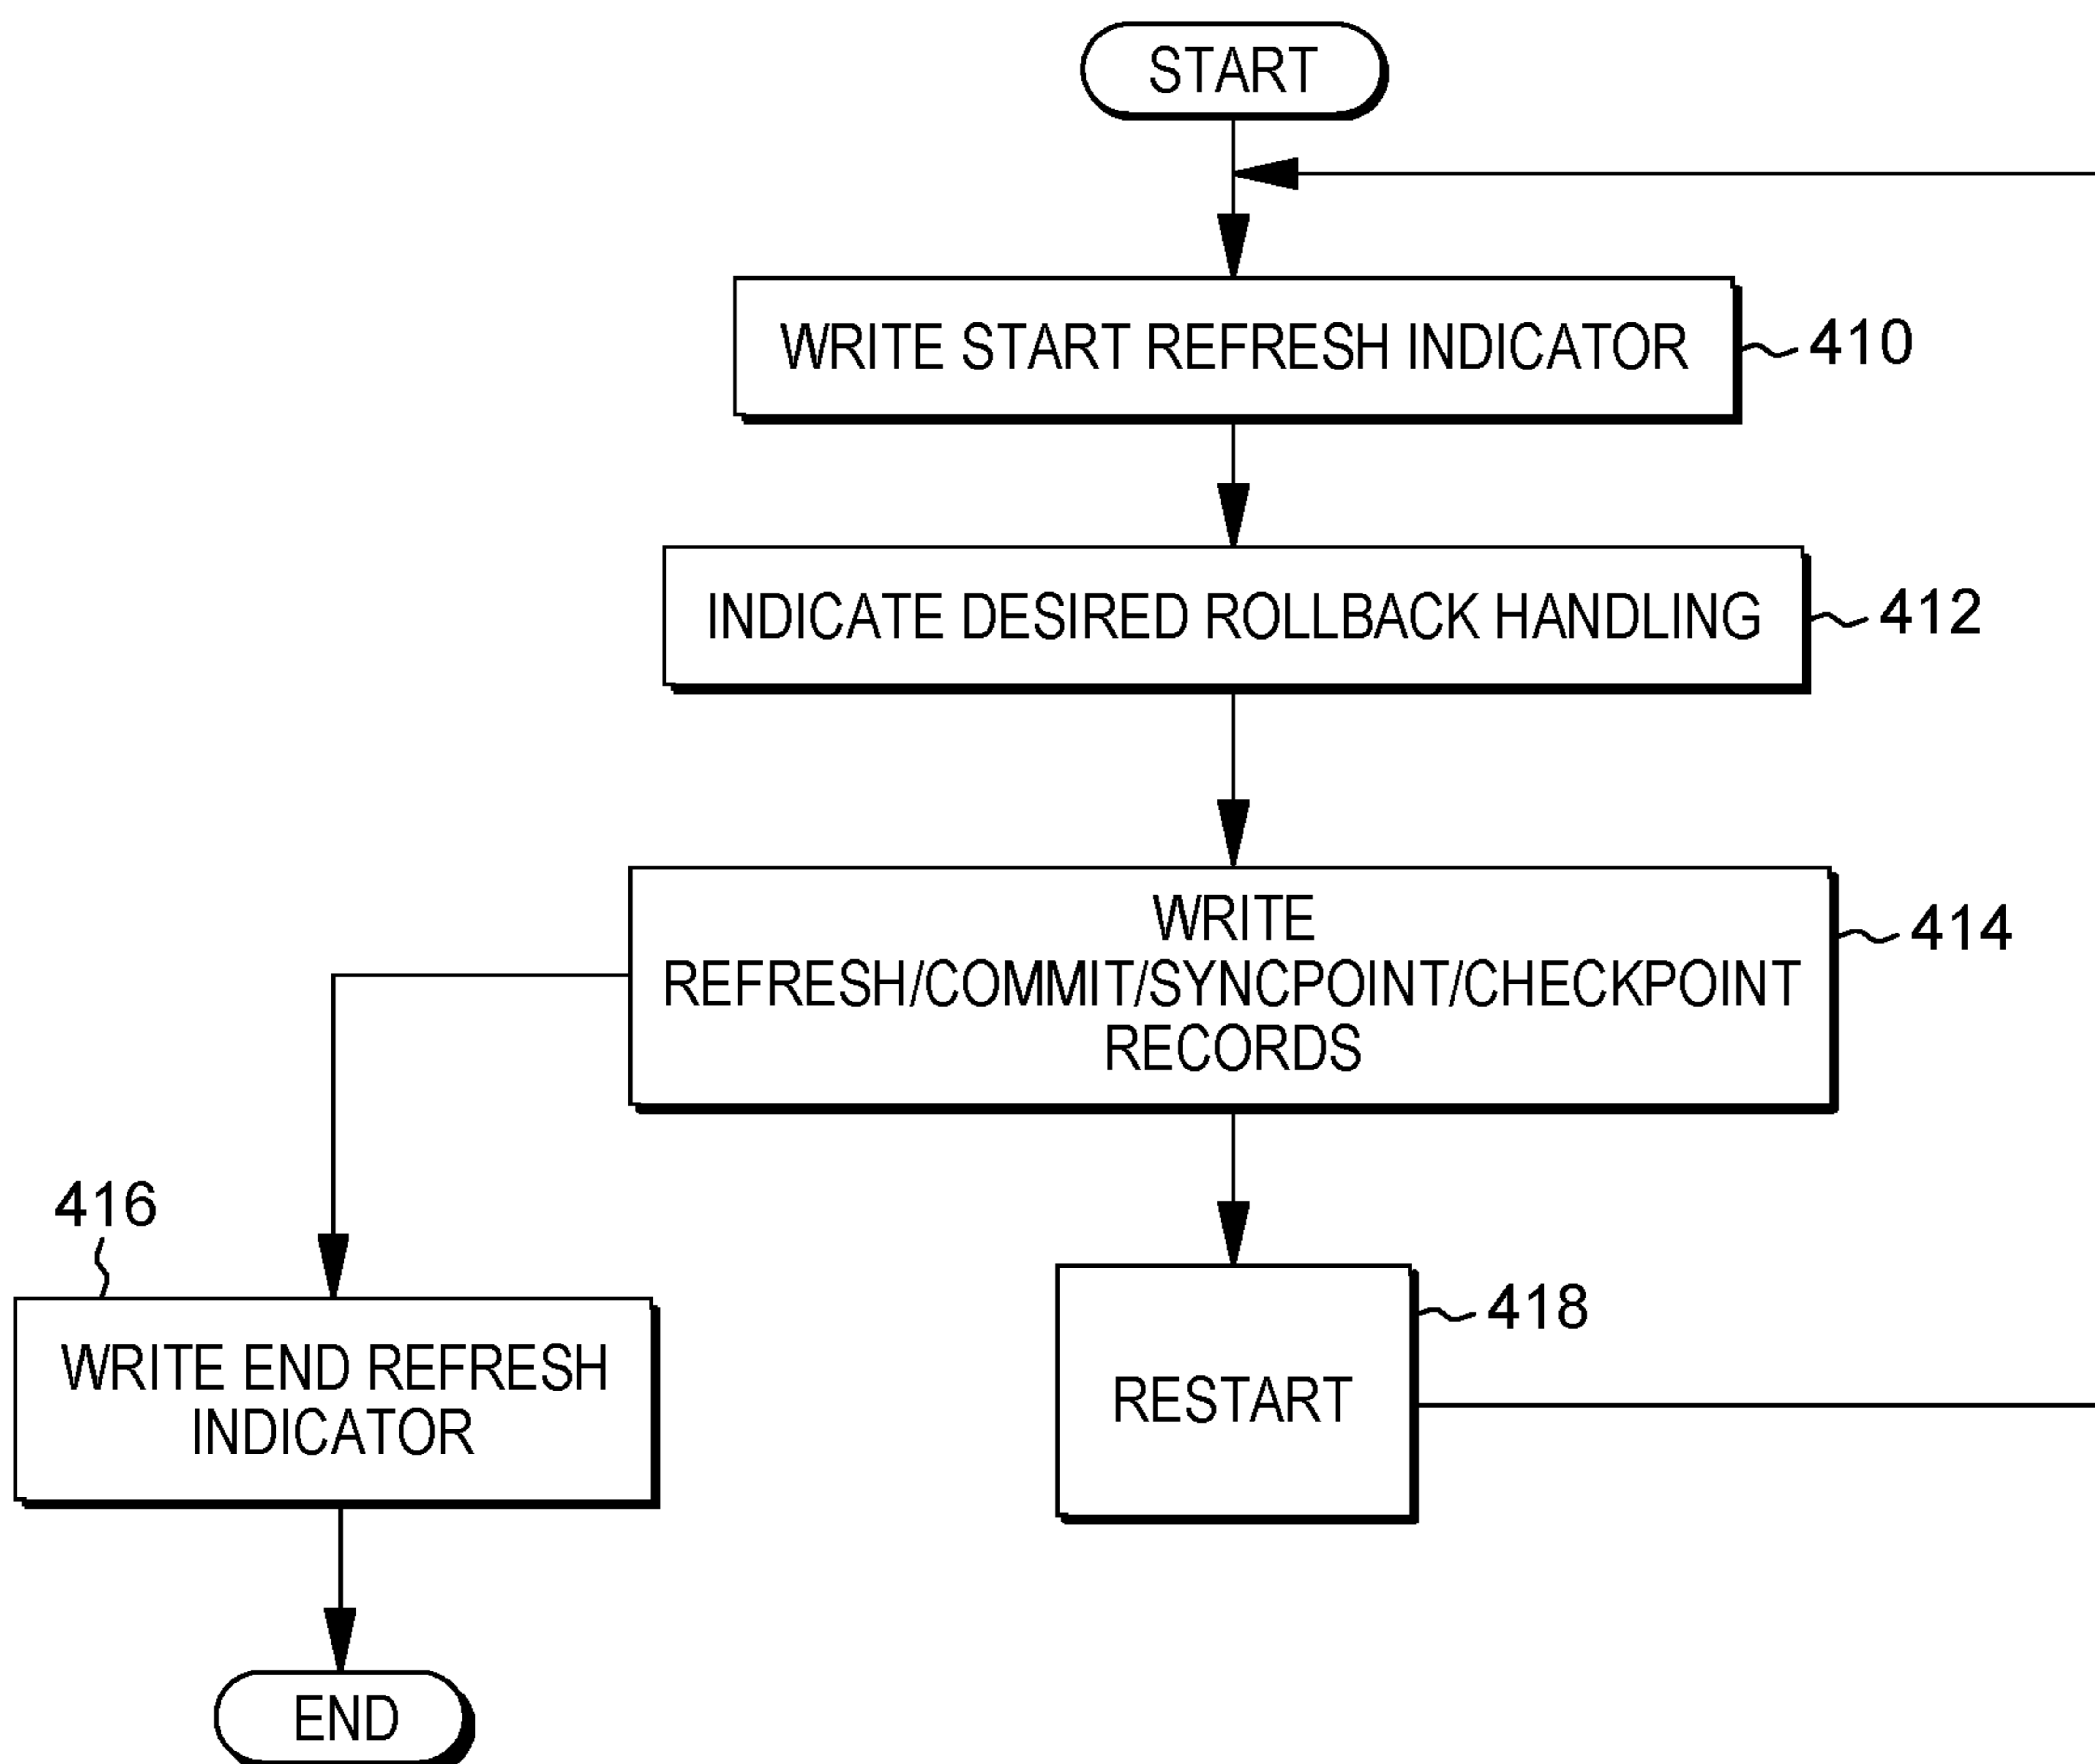 START
WRITE START REFRESH INDICATOR
410
INDICATE DESIRED ROLLBACK HANDLING
412
WRITE
REFRESH/COMMIT/SYNCPOINT/CHECKPOINT
RECORDS
414
416
WRITE END REFRESH
INDICATOR
418
RESTART
END